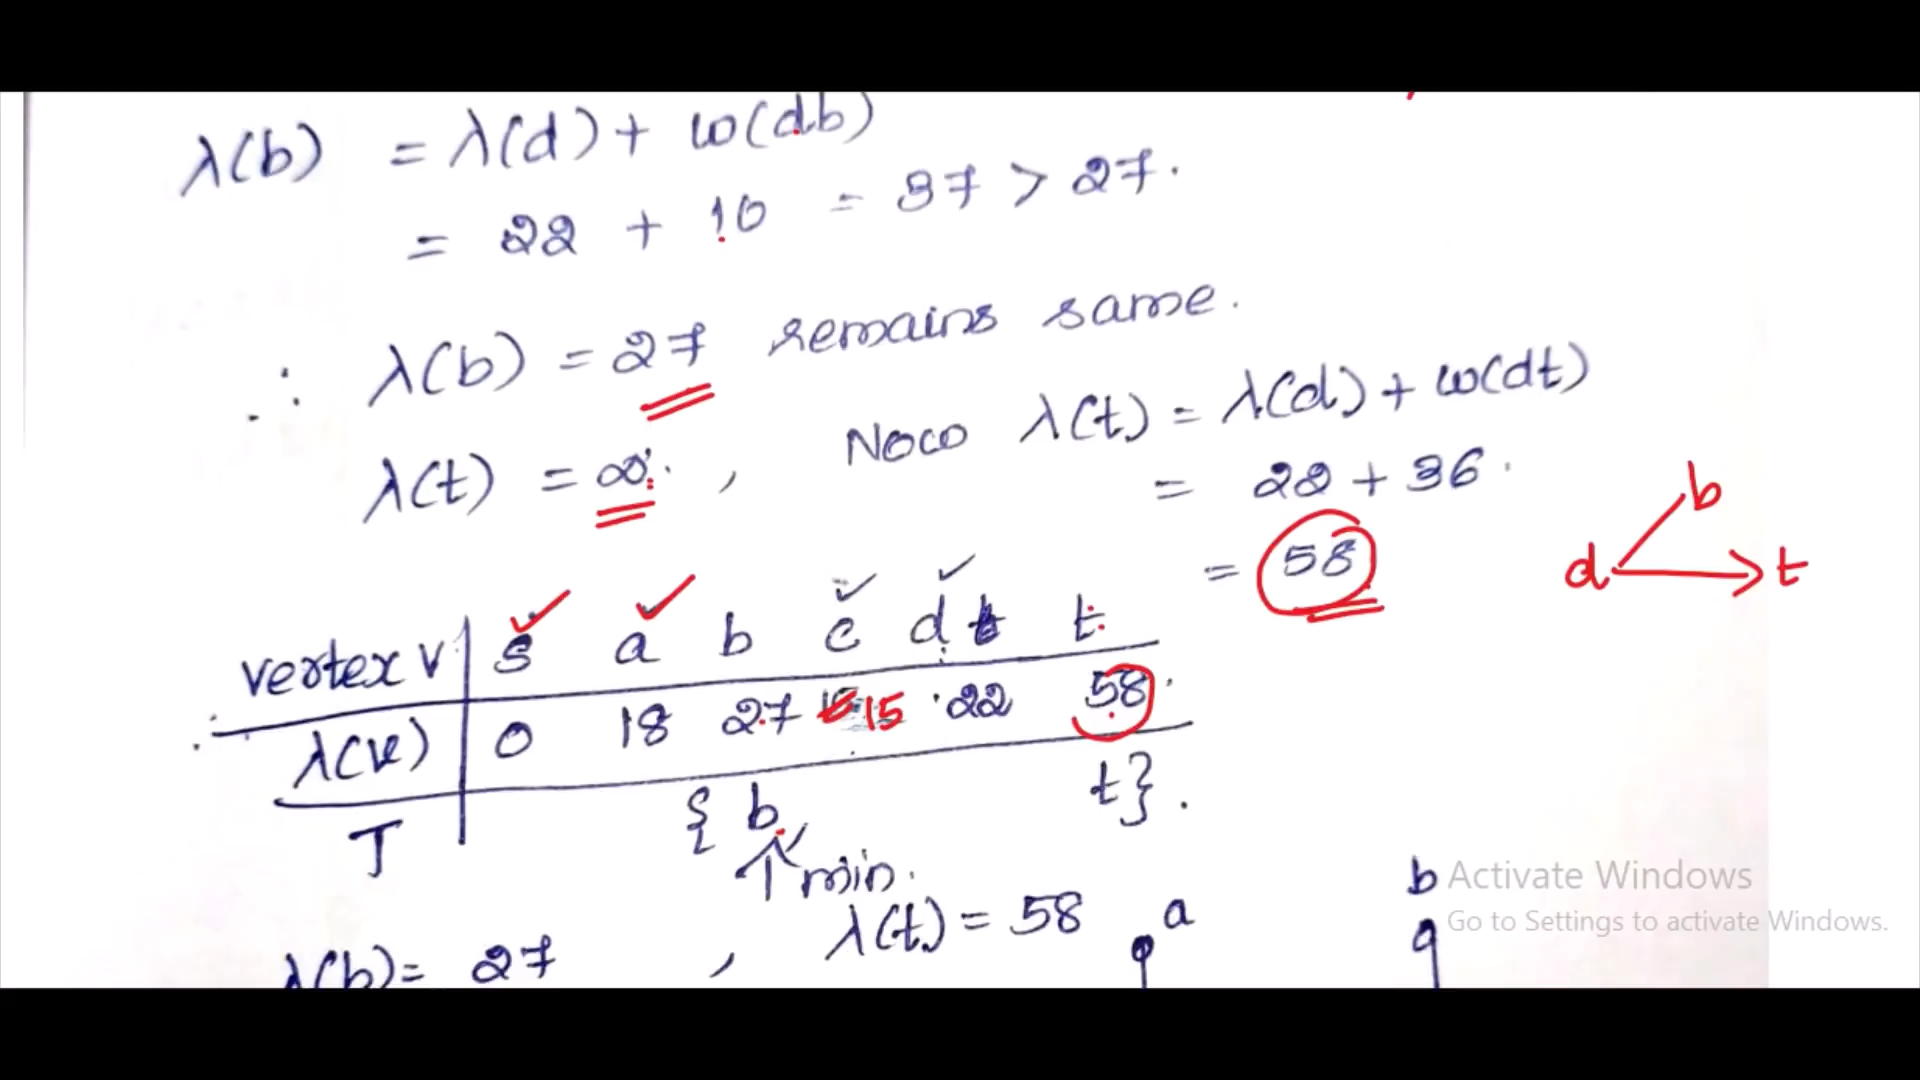 λ(b) = λ(d) + w(db)
= 22 + 10 = 37 > 27.
∴ λ(b) = 27 remains same.
λ(t) = ∞. , Now λ(t) = λ(d) + w(dt)
= 22 + 36.
= 58
b
d t
vertex v s a b c d t
λ(v) 0 18 27 15 22 58
T { b, t}.
↑ min.
λ(b) = 27 , λ(t) = 58
a
b
Activate Windows
Go to Settings to activate Windows.